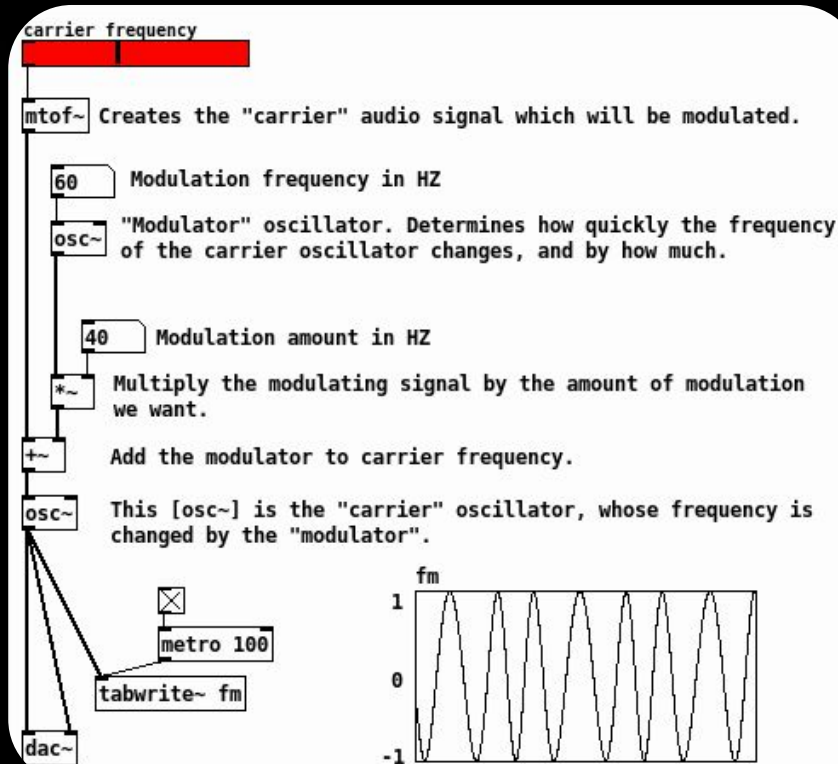 carrier frequency
mtof~ Creates the "carrier" audio signal which will be modulated.
60 Modulation frequency in HZ
osc~ "Modulator" oscillator. Determines how quickly the frequency
of the carrier oscillator changes, and by how much.
40 Modulation amount in HZ
*~ Multiply the modulating signal by the amount of modulation
we want.
+~ Add the modulator to carrier frequency.
osc~ This [osc~] is the "carrier" oscillator, whose frequency is
changed by the "modulator".
metro 100
tabwrite~ fm
dac~
fm
1
0
-1